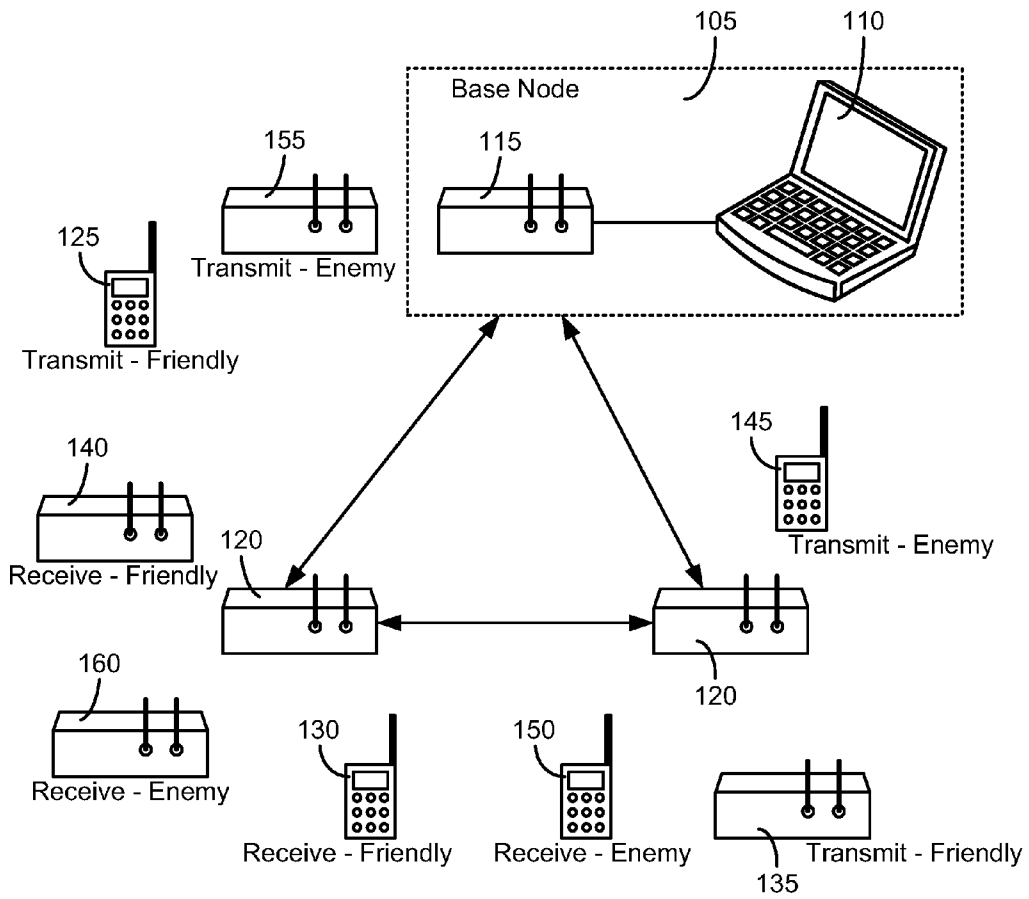 105
110
Base Node
155
115
Transmit - Enemy
125
Transmit - Friendly
145
140
Transmit - Enemy
120
Receive - Friendly
160
120
130
150
Receive - Enemy
Receive - Friendly
Receive - Enemy
Transmit - Friendly
135